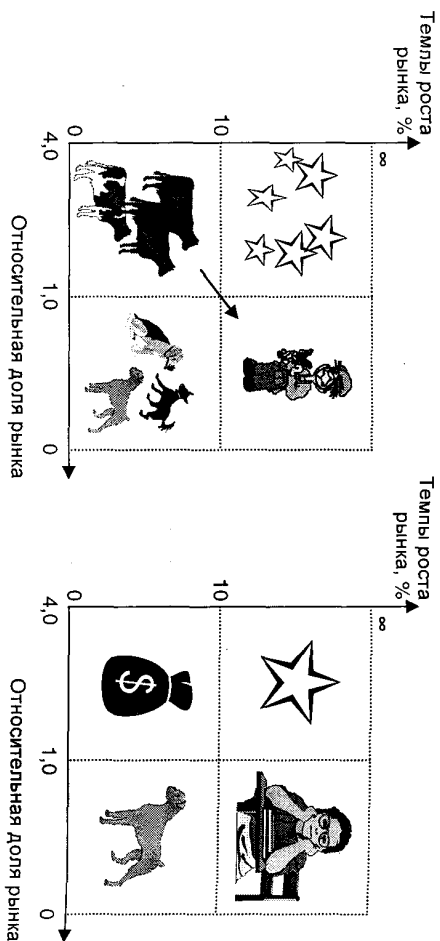 Темпы роста
рынка, %
∞
10
0
4,0
1,0
0
Относительная доля рынка
Темпы роста
рынка, %
∞
10
0
4,0
1,0
0
Относительная доля рынка
$